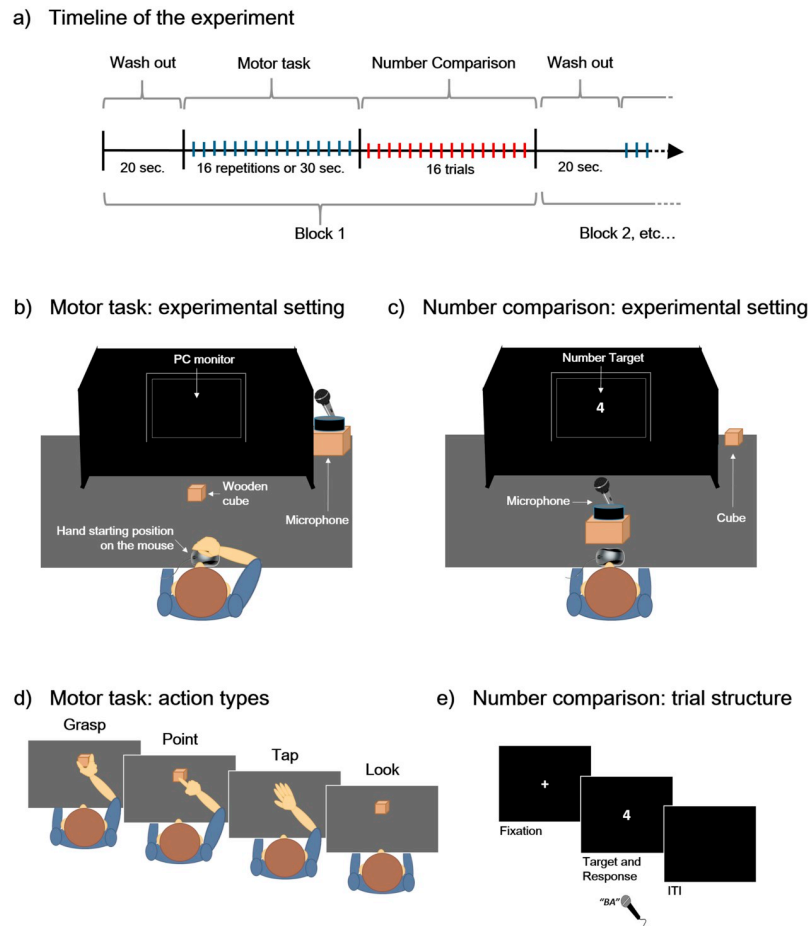 a) Timeline of the experiment
Wash out
Motor task
Number Comparison
Wash out
20 sec.
16 repetitions or 30 sec.
16 trials
20 sec.
Block 1
Block 2, etc...
b) Motor task: experimental setting
PC monitor
Wooden
cube
Microphone
Hand starting position
on the mouse
c) Number comparison: experimental setting
Number Target
4
Microphone
Cube
d) Motor task: action types
Grasp
Point
Tap
Look
e) Number comparison: trial structure
+
Fixation
4
Target and
Response
"BA"
ITI